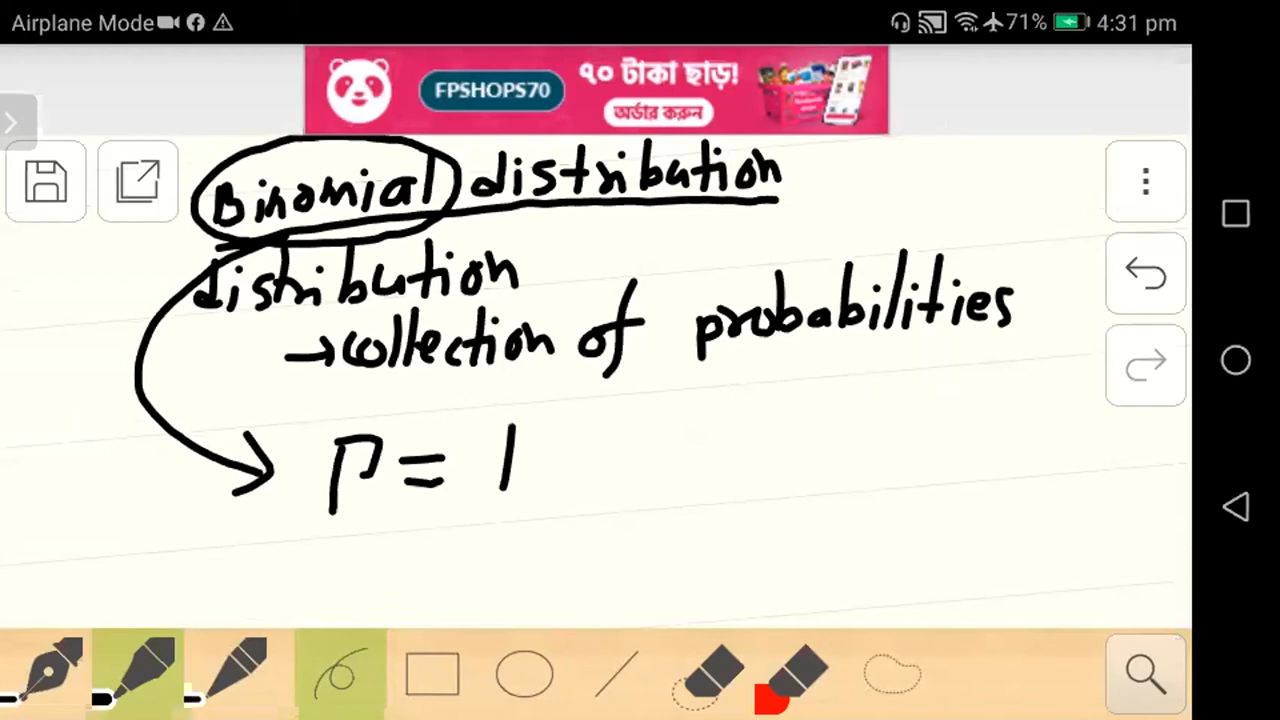 Airplane Mode 71% 4:31 pm
FPSHOPS70
৭০ টাকা ছাড়!
অর্ডার করুন
Binomial distribution
distribution
→collection of probabilities
P = 1